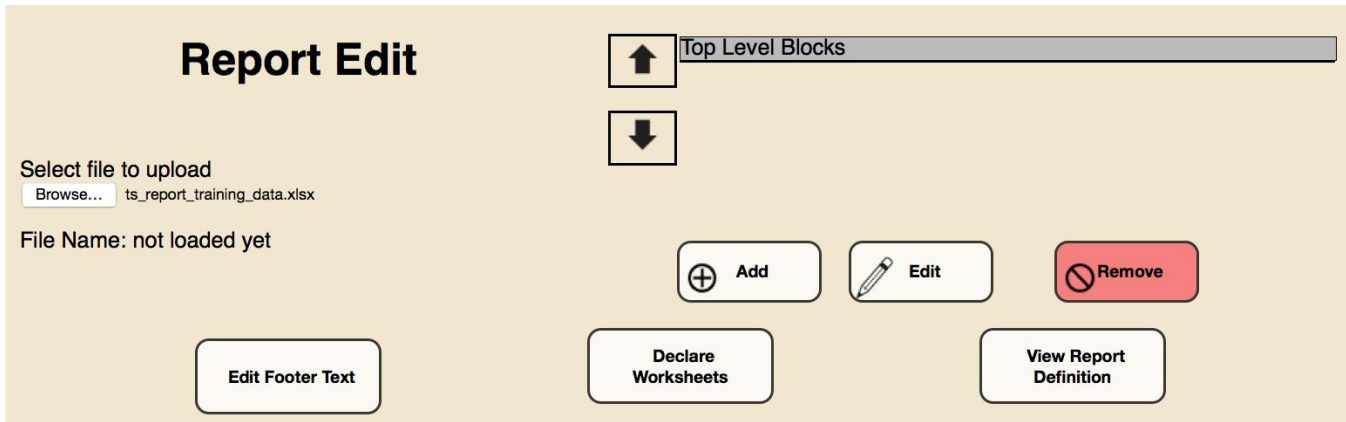 Report Edit
Top Level Blocks
Select file to upload
Browse... ts_report_training_data.xlsx
File Name: not loaded yet
Add
Edit
Remove
Edit Footer Text
Declare
Worksheets
View Report
Definition